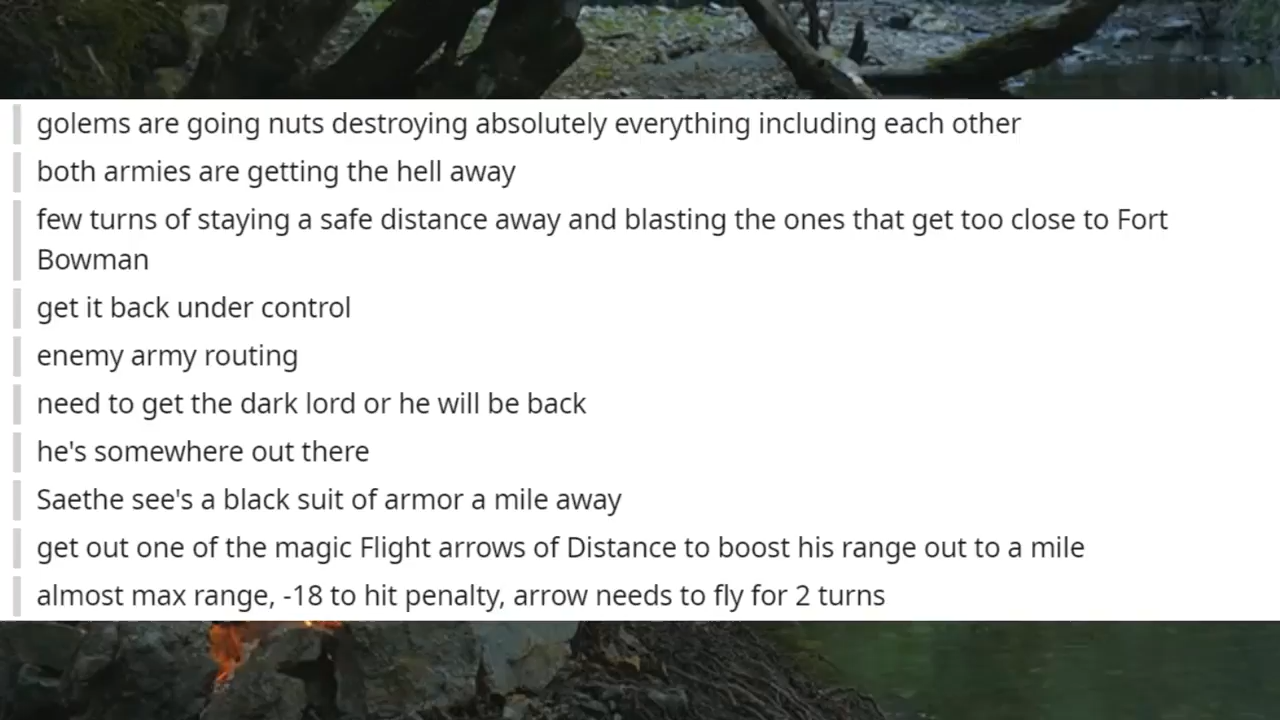 golems are going nuts destroying absolutely everything including each other
both armies are getting the hell away
few turns of staying a safe distance away and blasting the ones that get too close to Fort
Bowman
get it back under control
enemy army routing
need to get the dark lord or he will be back
he's somewhere out there
Saethe see's a black suit of armor a mile away
get out one of the magic Flight arrows of Distance to boost his range out to a mile
almost max range, -18 to hit penalty, arrow needs to fly for 2 turns